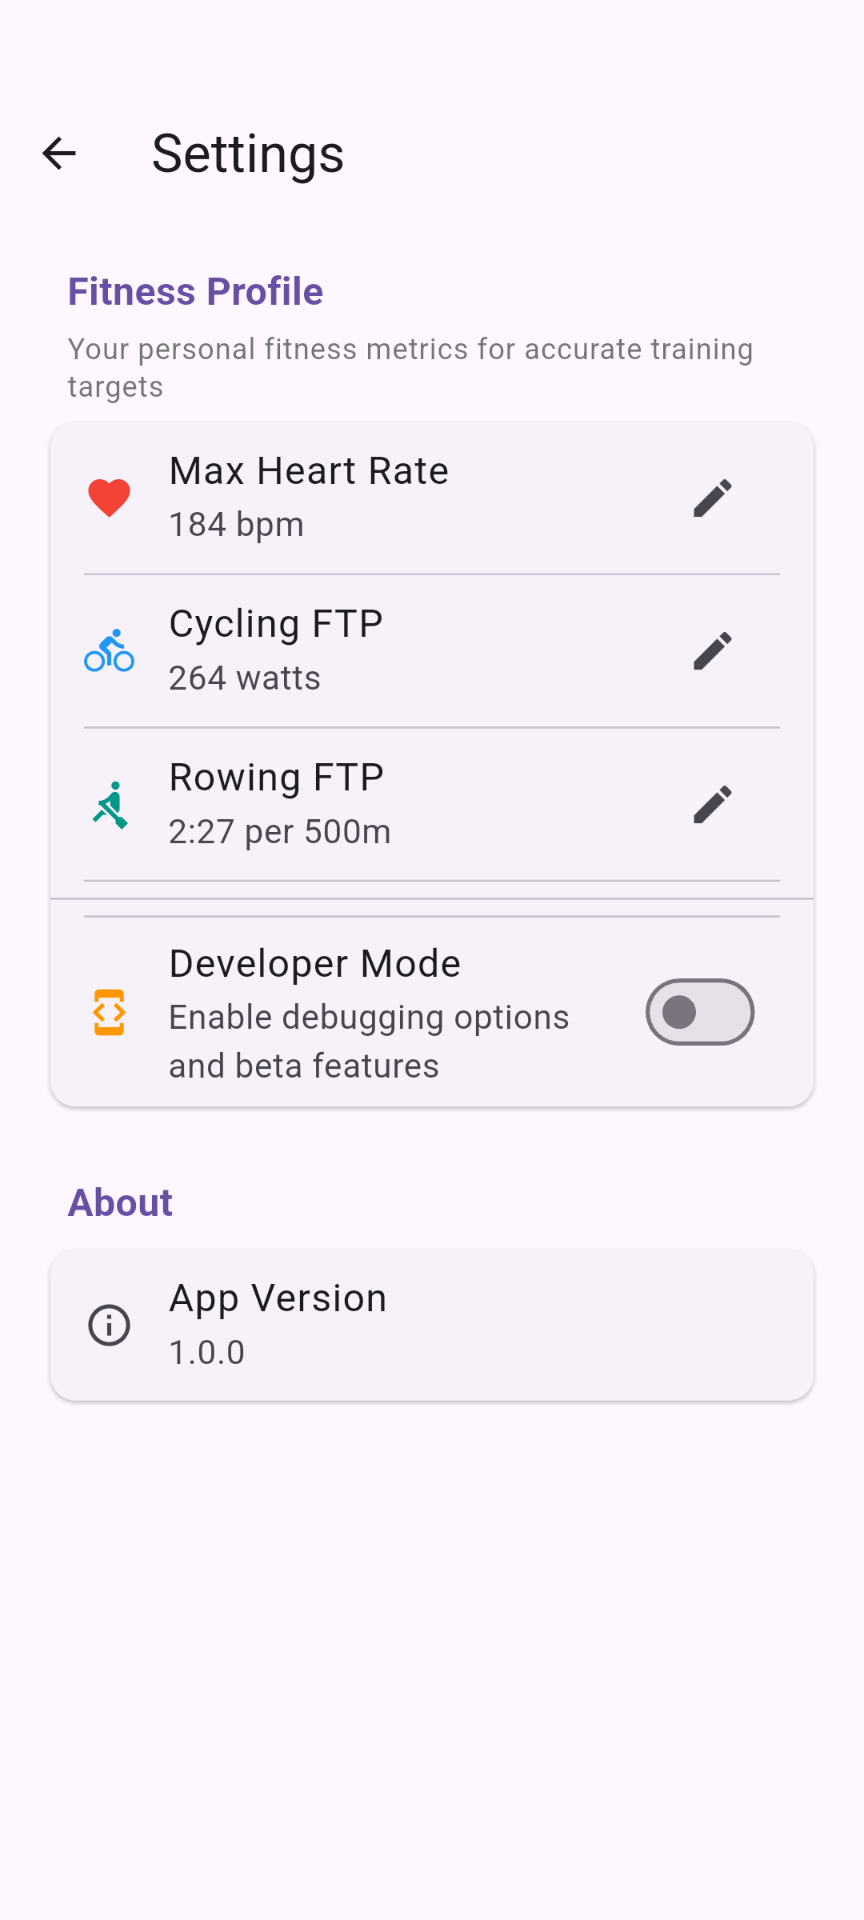 Settings
Fitness Profile
Your personal fitness metrics for accurate training
targets
Max Heart Rate
184 bpm
Cycling FTP
264 watts
Rowing FTP
2:27 per 500m
Developer Mode
Enable debugging options
and beta features
About
App Version
1.0.0